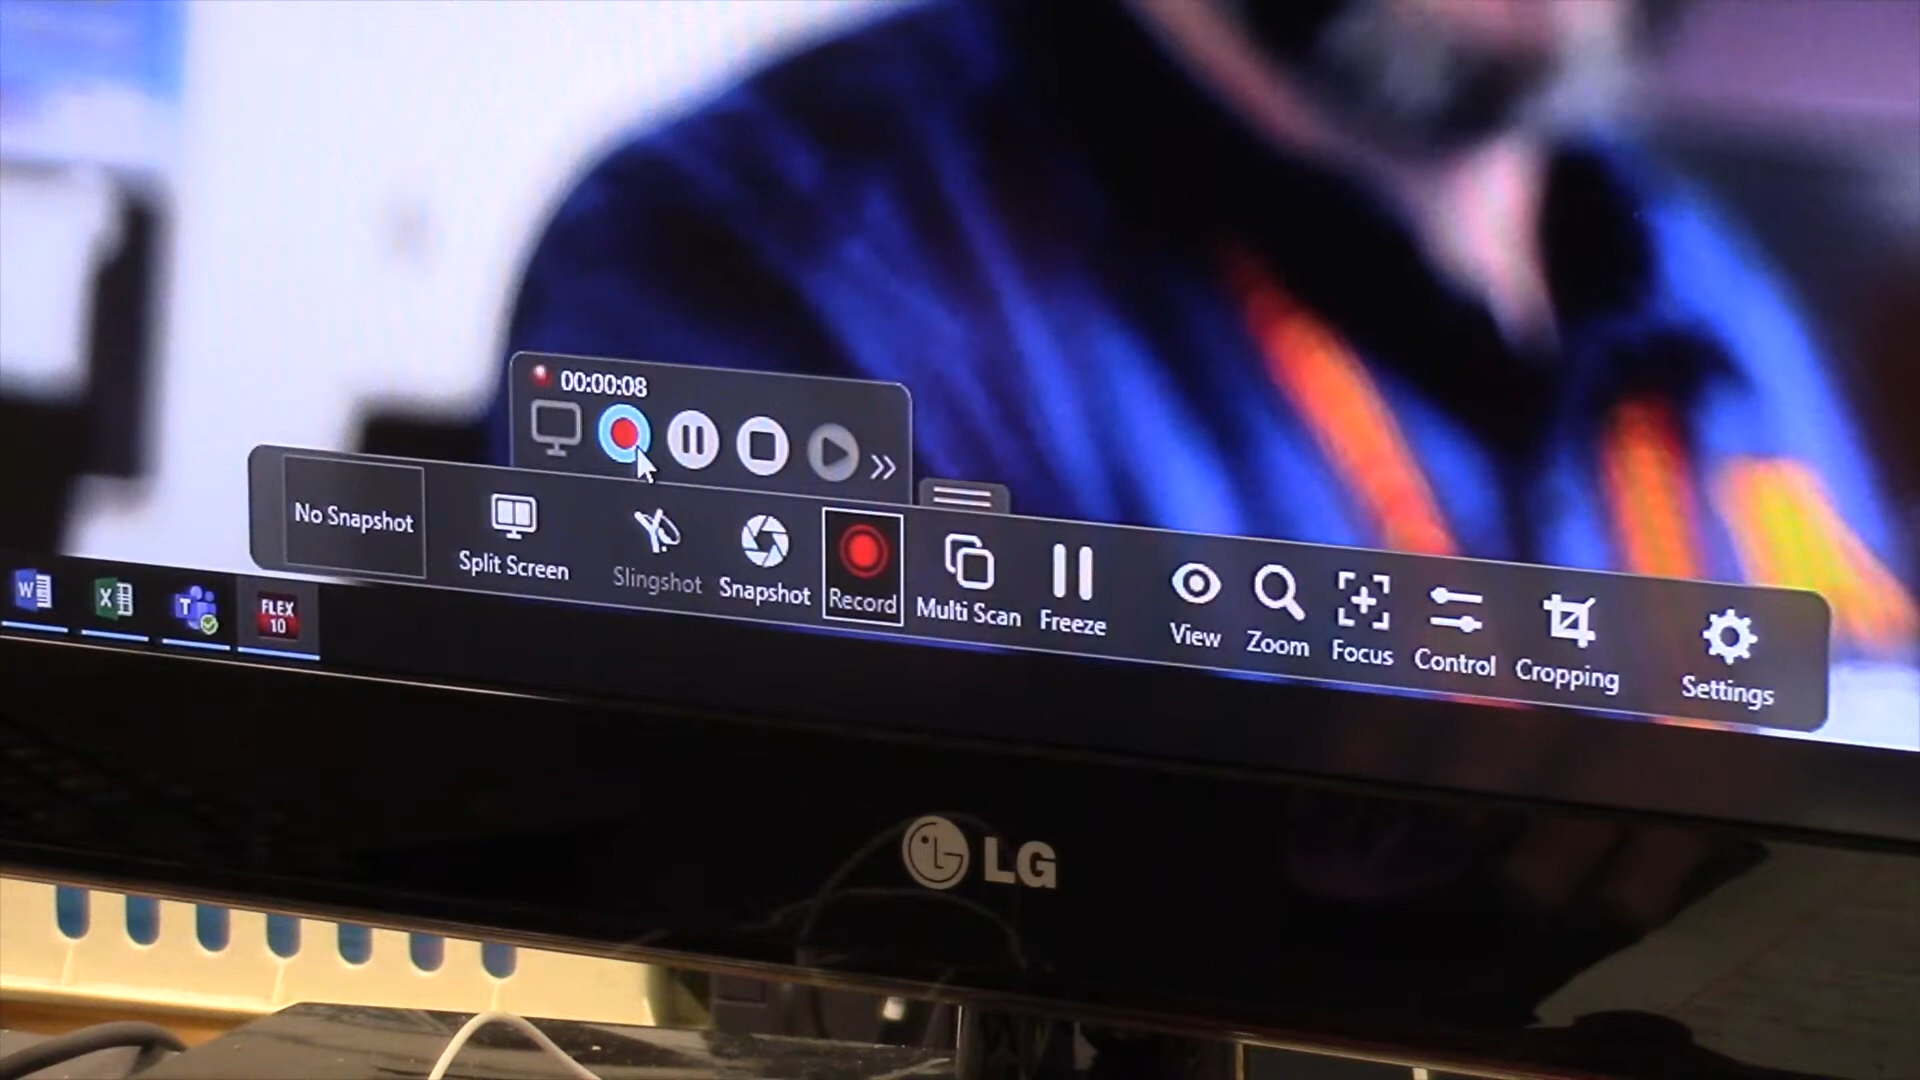 00:00:08
No Snapshot
Split Screen
Slingshot
Snapshot
Record
Multi Scan
Freeze
View
Zoom
Focus
Control
Cropping
Settings
W
X
T
FLEX
10
LG